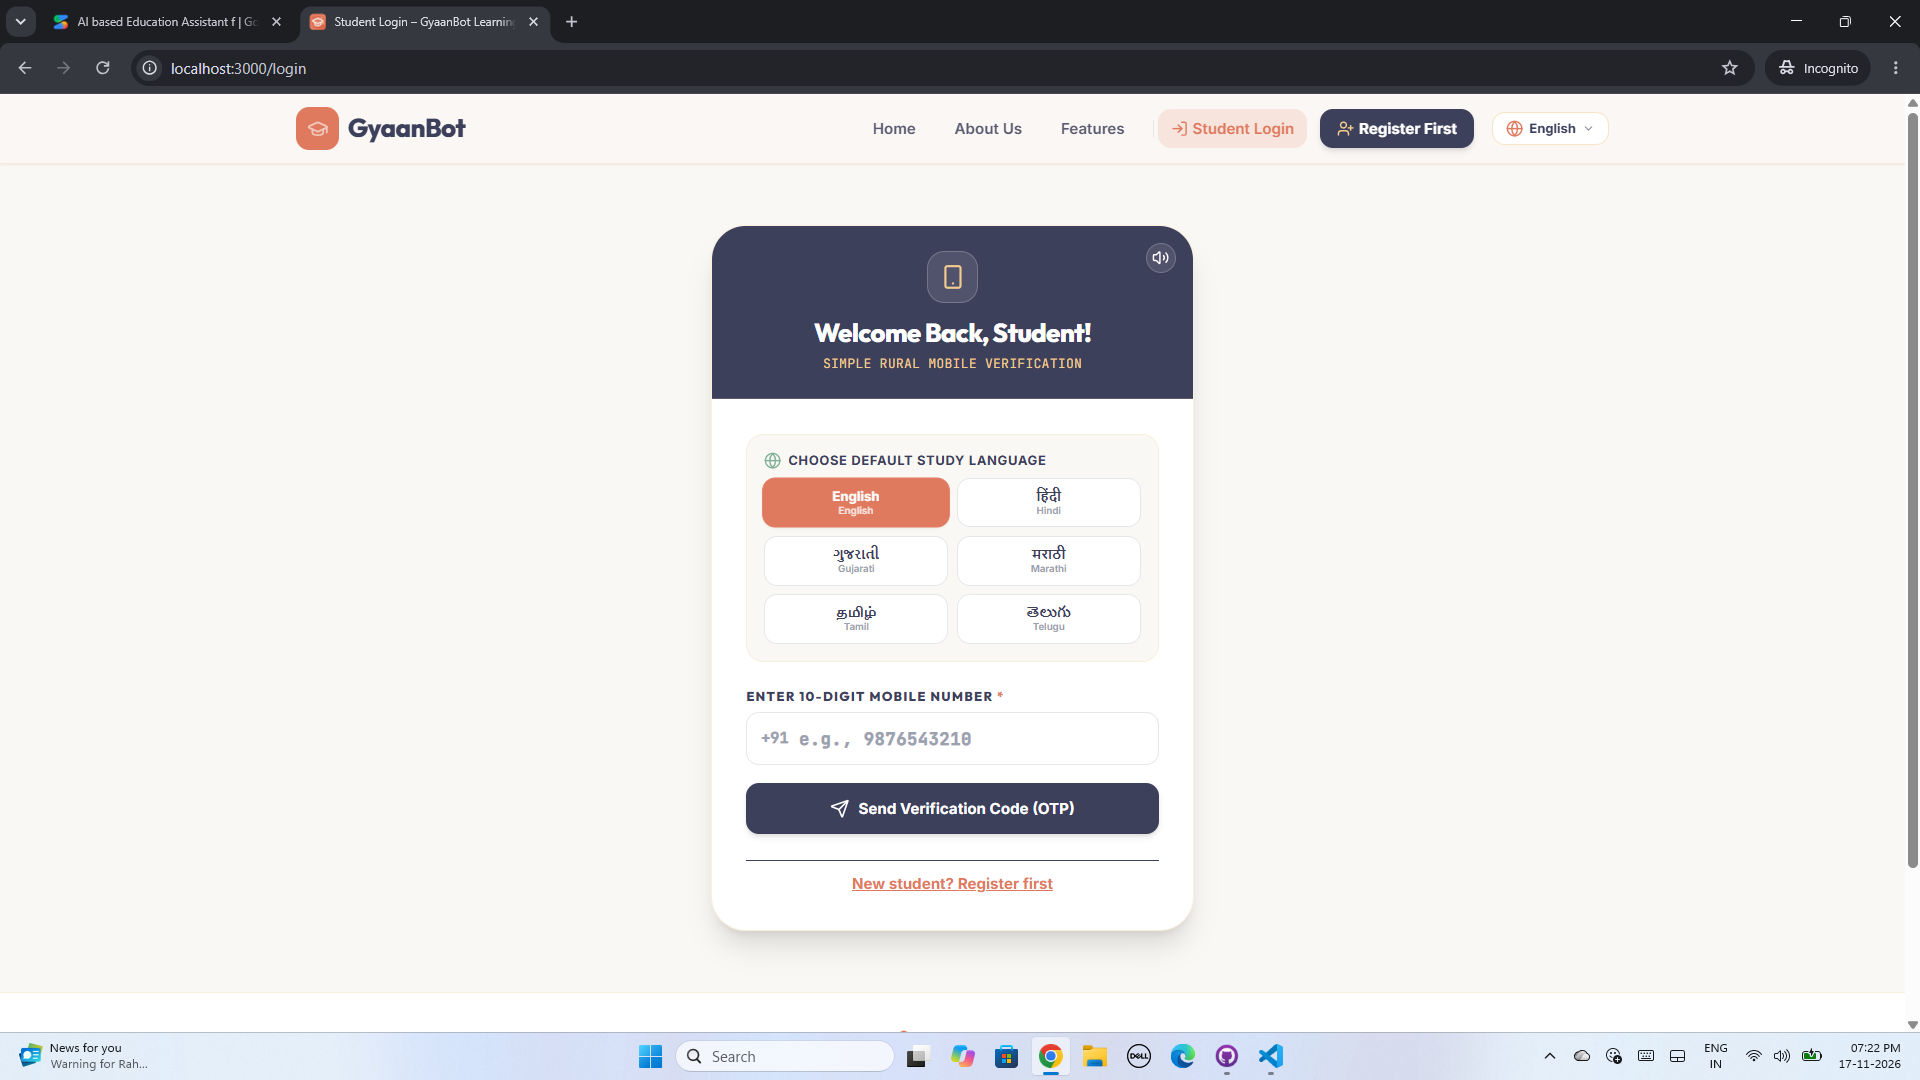 AI based Education Assistant f | Go
Student Login – GyaanBot Learnin
localhost:3000/login
Incognito
GyaanBot
Home
About Us
Features
Student Login
Register First
English
Welcome Back, Student!
SIMPLE RURAL MOBILE VERIFICATION
CHOOSE DEFAULT STUDY LANGUAGE
English
English
हिंदी
Hindi
ગુજરાતી
Gujarati
मराठी
Marathi
தமிழ்
Tamil
తెలుగు
Telugu
ENTER 10-DIGIT MOBILE NUMBER *
+91 e.g., 9876543210
Send Verification Code (OTP)
New student? Register first
News for you
Warning for Rah...
Search
DELL
ENG
IN
07:22 PM
17-11-2026